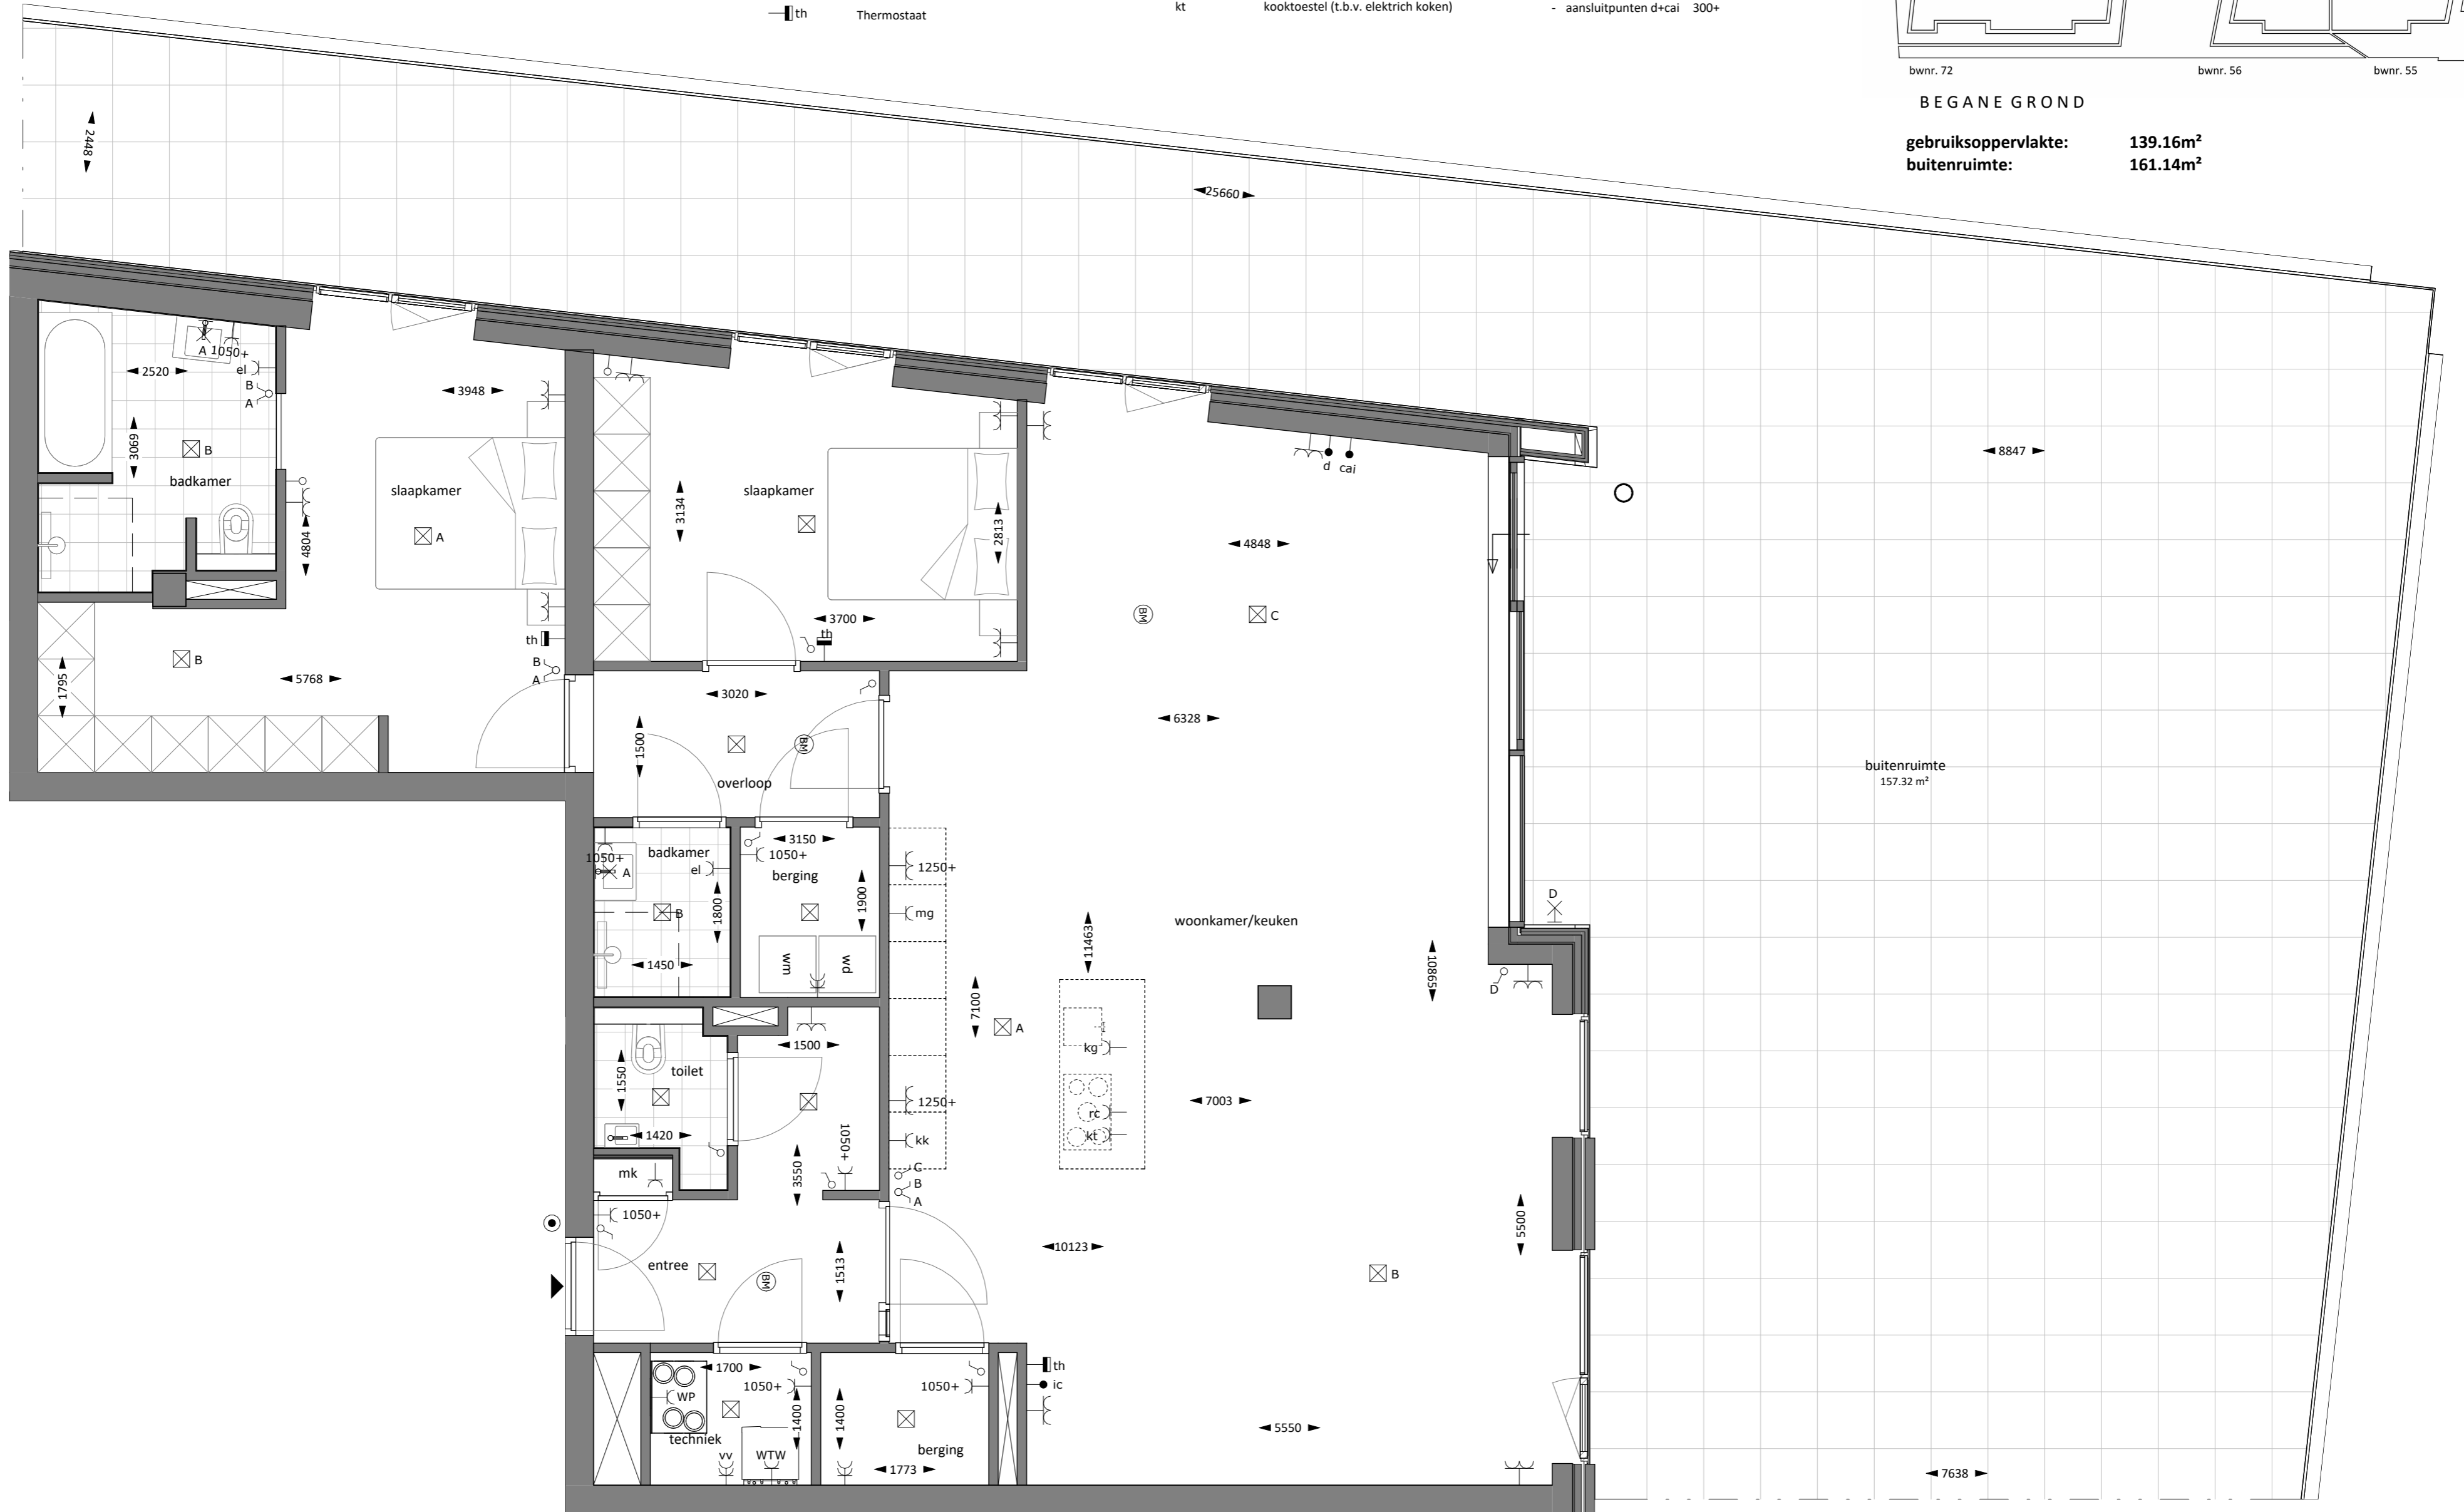 th Thermostaat
kt kooktoestel (t.b.v. elektrich koken)
- aansluitpunten d+cai 300+
bwnr. 72 bwnr. 56 bwnr. 55
BEGANE GROND
gebruiksoppervlakte: 139.16m²
buitenruimte: 161.14m²
2448
25660
A 1050+
el
B
A
2520
3069
B
badkamer
3948
slaapkamer
A
4804
th
B
A
B
1795
5768
slaapkamer
3134
2813
3700
th
d cai
4848
BM
C
8847
3020
1500
BM
overloop
6328
buitenruimte
157.32 m²
1050+
badkamer
A
el
B
1800
1450
3150
1050+
berging
1900
wm
wd
1250+
mg
woonkamer/keuken
11463
10865
D
D
7100
A
kg
rc
kt
7003
1250+
kk
C
B
A
1500
toilet
1550
1420
1050+
3550
mk
1050+
entree
BM
1513
10123
5500
B
1700
1050+
WP
1400
techniek
vv
WTW
1050+
1400
berging
1773
th
ic
5550
7638